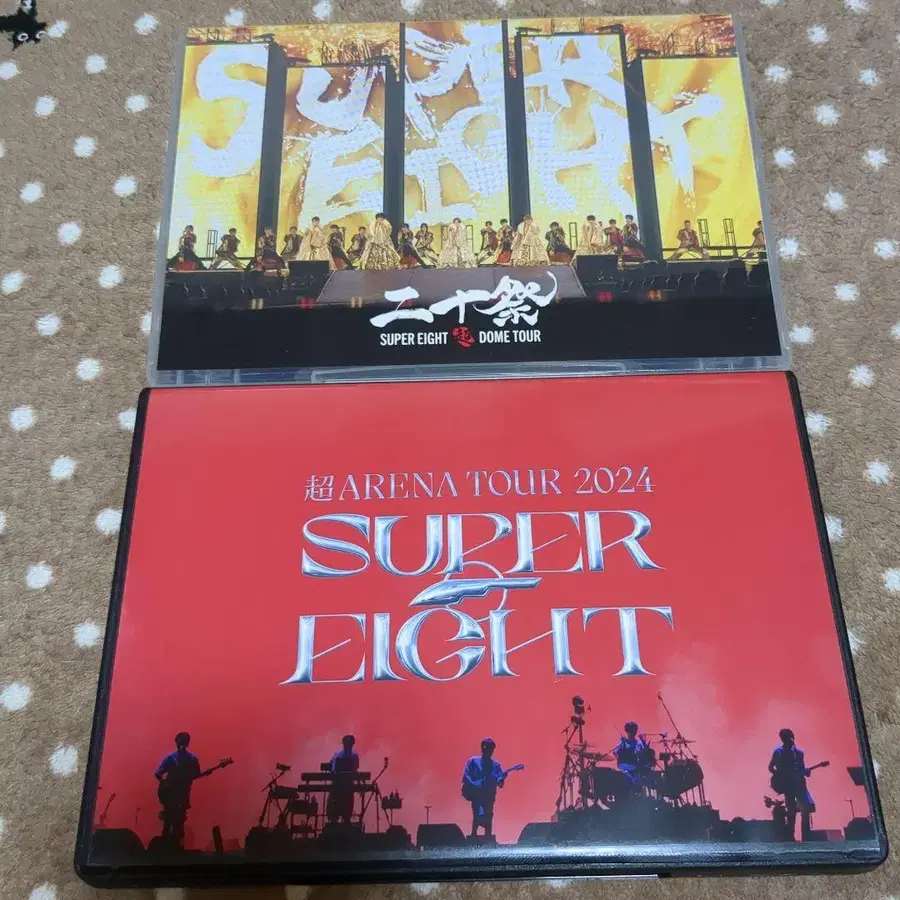 SUPER
EIGHT
二十祭
SUPER EIGHT 超 DOME TOUR
超 ARENA TOUR 2024
SUPER
EIGHT